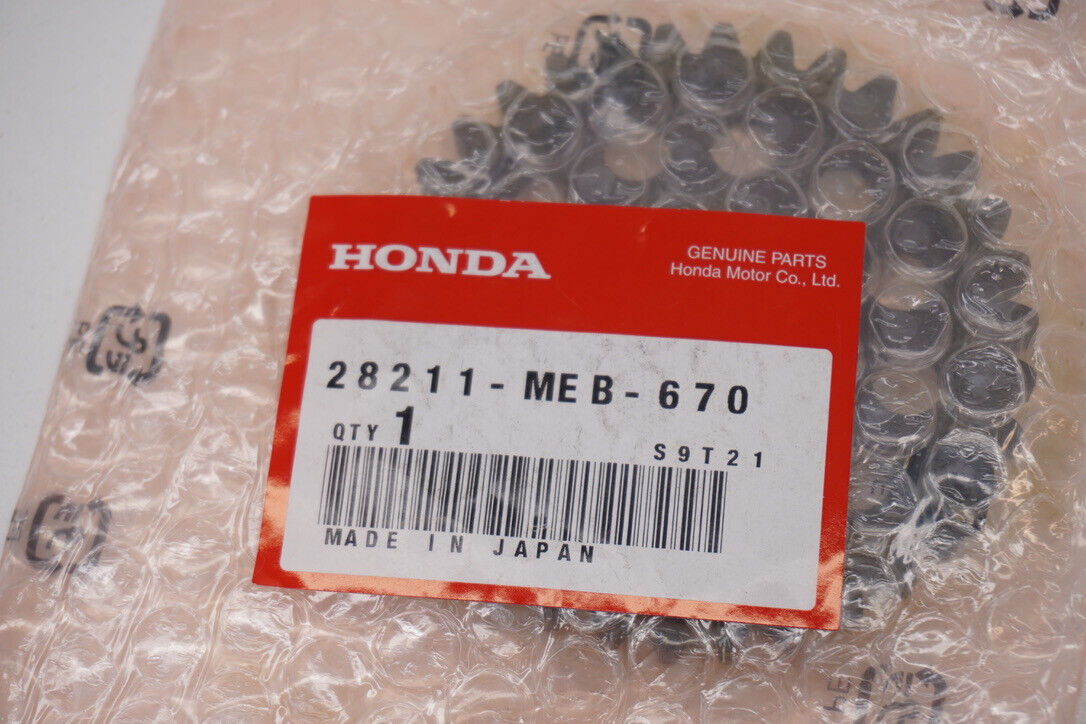 HONDA
GENUINE PARTS
Honda Motor Co., Ltd.
28211-MEB-670
QTY 1
S9T21
MADE IN JAPAN